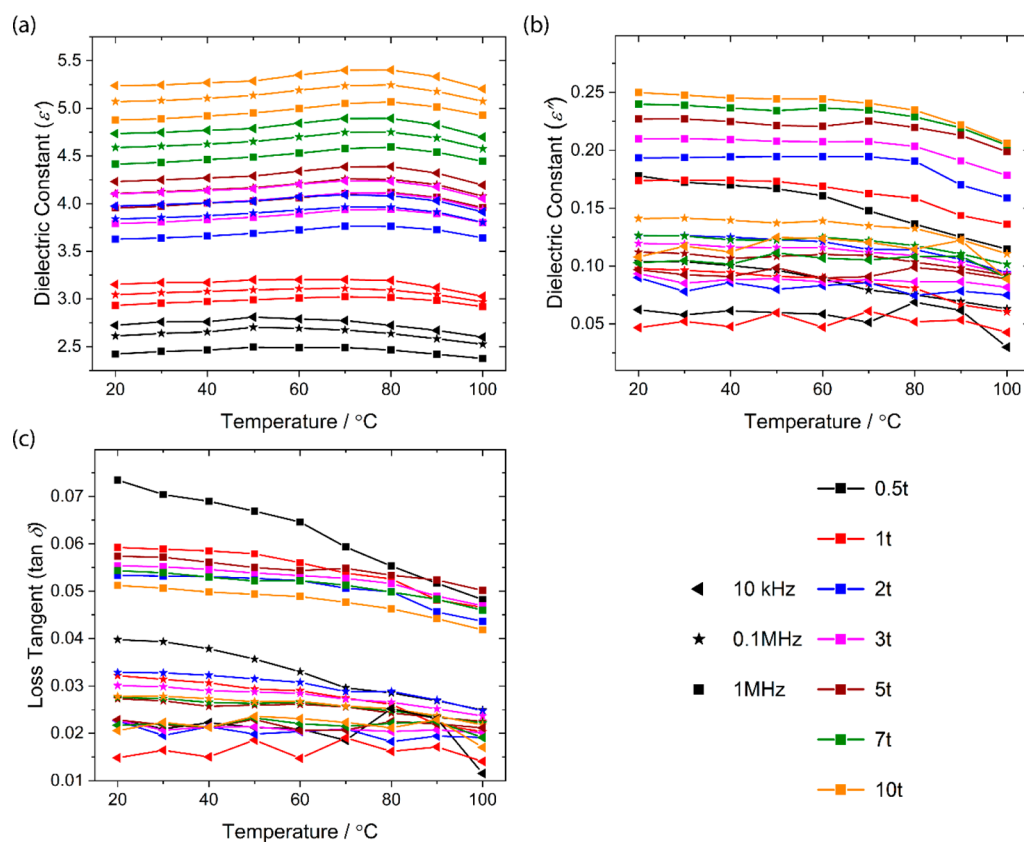 (a)
(b)
5.5
5.0
4.5
4.0
3.5
3.0
2.5
Dielectric Constant (ε′)
20
40
60
80
100
Temperature / °C
0.25
0.20
0.15
0.10
0.05
Dielectric Constant (ε″)
20
40
60
80
100
Temperature / °C
(c)
0.07
0.06
0.05
0.04
0.03
0.02
0.01
Loss Tangent (tan δ)
20
40
60
80
100
Temperature / °C
10 kHz
0.1MHz
1MHz
0.5t
1t
2t
3t
5t
7t
10t